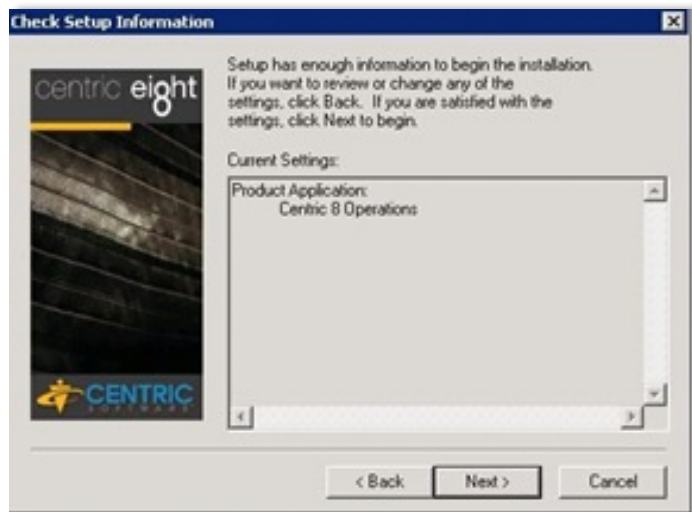 Check Setup Information
centric eight
8
Setup has enough information to begin the installation.
If you want to review or change any of the
settings, click Back. If you are satisfied with the
settings, click Next to begin.
Current Settings:
Product Application:
Centric 8 Operations
CENTRIC
SOFTWARE
< Back
Next >
Cancel